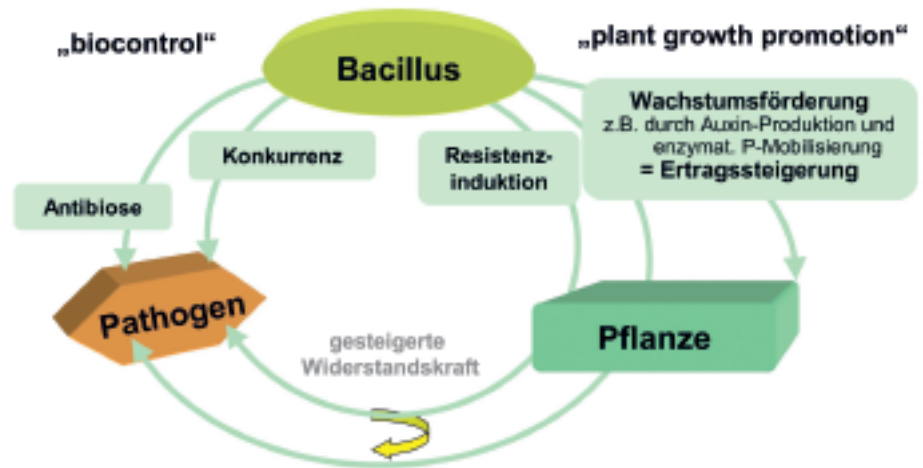 „biocontrol“
„plant growth promotion“
Bacillus
Wachstumsförderung
z.B. durch Auxin-Produktion und
enzymat. P-Mobilisierung
= Ertragssteigerung
Konkurrenz
Resistenz-
induktion
Antibiose
Pathogen
Pflanze
gesteigerte
Widerstandskraft